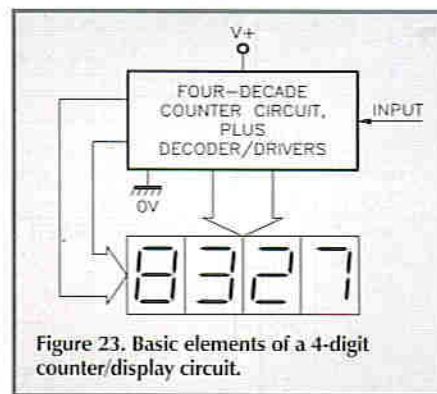 V+
FOUR–DECADE
COUNTER CIRCUIT,
PLUS
DECODER/DRIVERS
INPUT
0V
8327
Figure 23. Basic elements of a 4-digit
counter/display circuit.